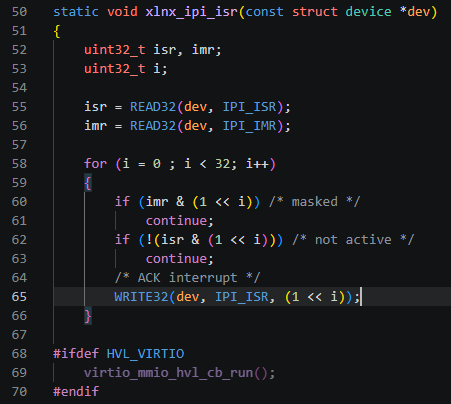 50 static void xlnx_ipi_isr(const struct device *dev)
51 {
52     uint32_t isr, imr;
53     uint32_t i;
54
55     isr = READ32(dev, IPI_ISR);
56     imr = READ32(dev, IPI_IMR);
57
58     for (i = 0 ; i < 32; i++)
59     {
60         if (imr & (1 << i)) /* masked */
61             continue;
62         if (!(isr & (1 << i))) /* not active */
63             continue;
64         /* ACK interrupt */
65         WRITE32(dev, IPI_ISR, (1 << i));
66     }
67
68 #ifdef HVL_VIRTIO
69     virtio_mmio_hvl_cb_run();
70 #endif